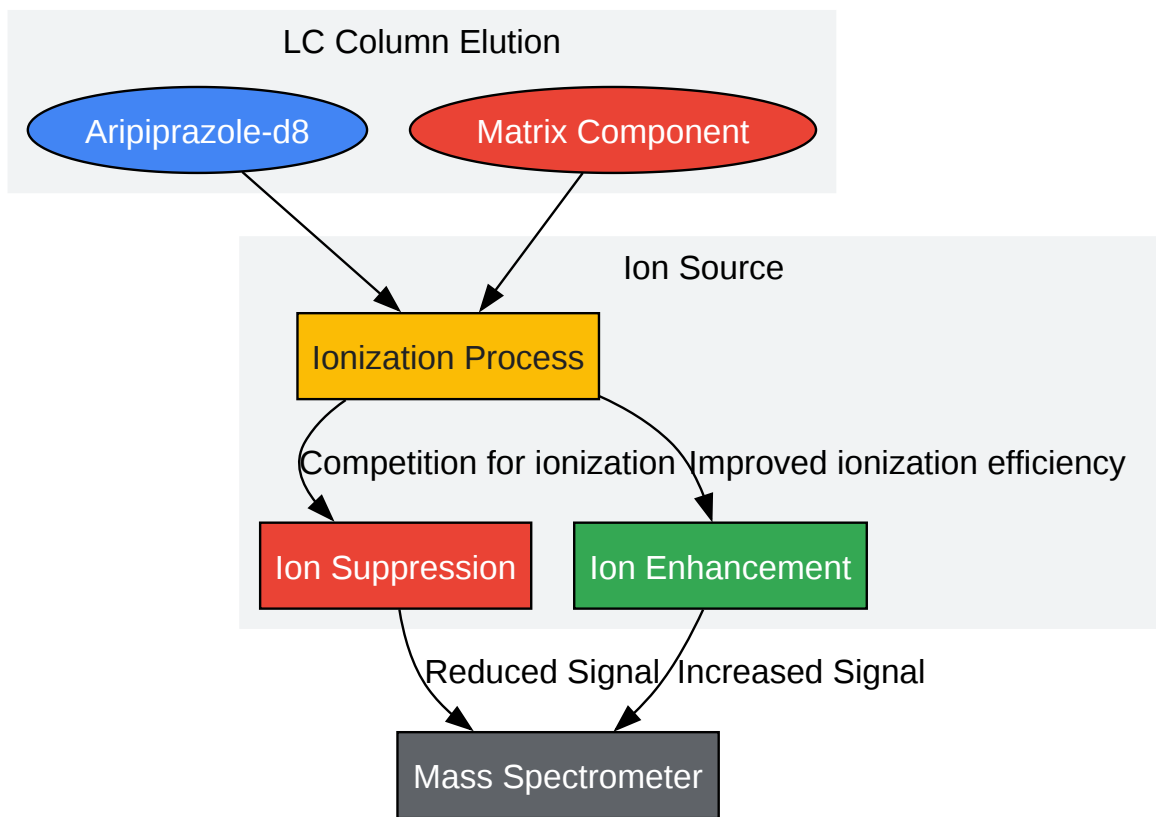 LC Column Elution
Aripiprazole-d8
Matrix Component
Ion Source
Ionization Process
Competition for ionization
Improved ionization efficiency
Ion Suppression
Ion Enhancement
Reduced Signal
Increased Signal
Mass Spectrometer